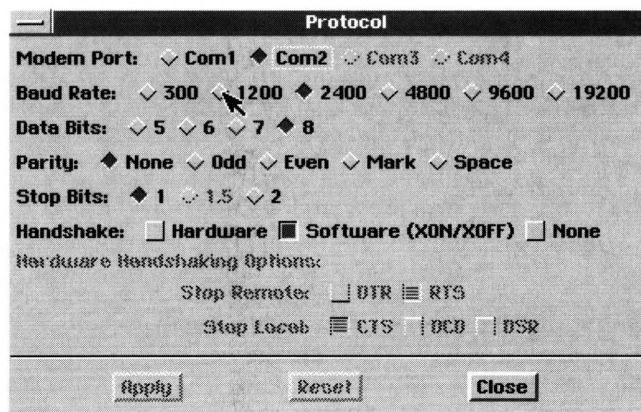 Protocol
Modem Port: Com1 Com2 Com3 Com4
Baud Rate: 300 1200 2400 4800 9600 19200
Data Bits: 5 6 7 8
Parity: None Odd Even Mark Space
Stop Bits: 1 1.5 2
Handshake: Hardware Software (XON/XOFF) None
Hardware Handshaking Options:
Stop Remote: DTR RTS
Stop Local: CTS DCD DSR
Apply Reset Close